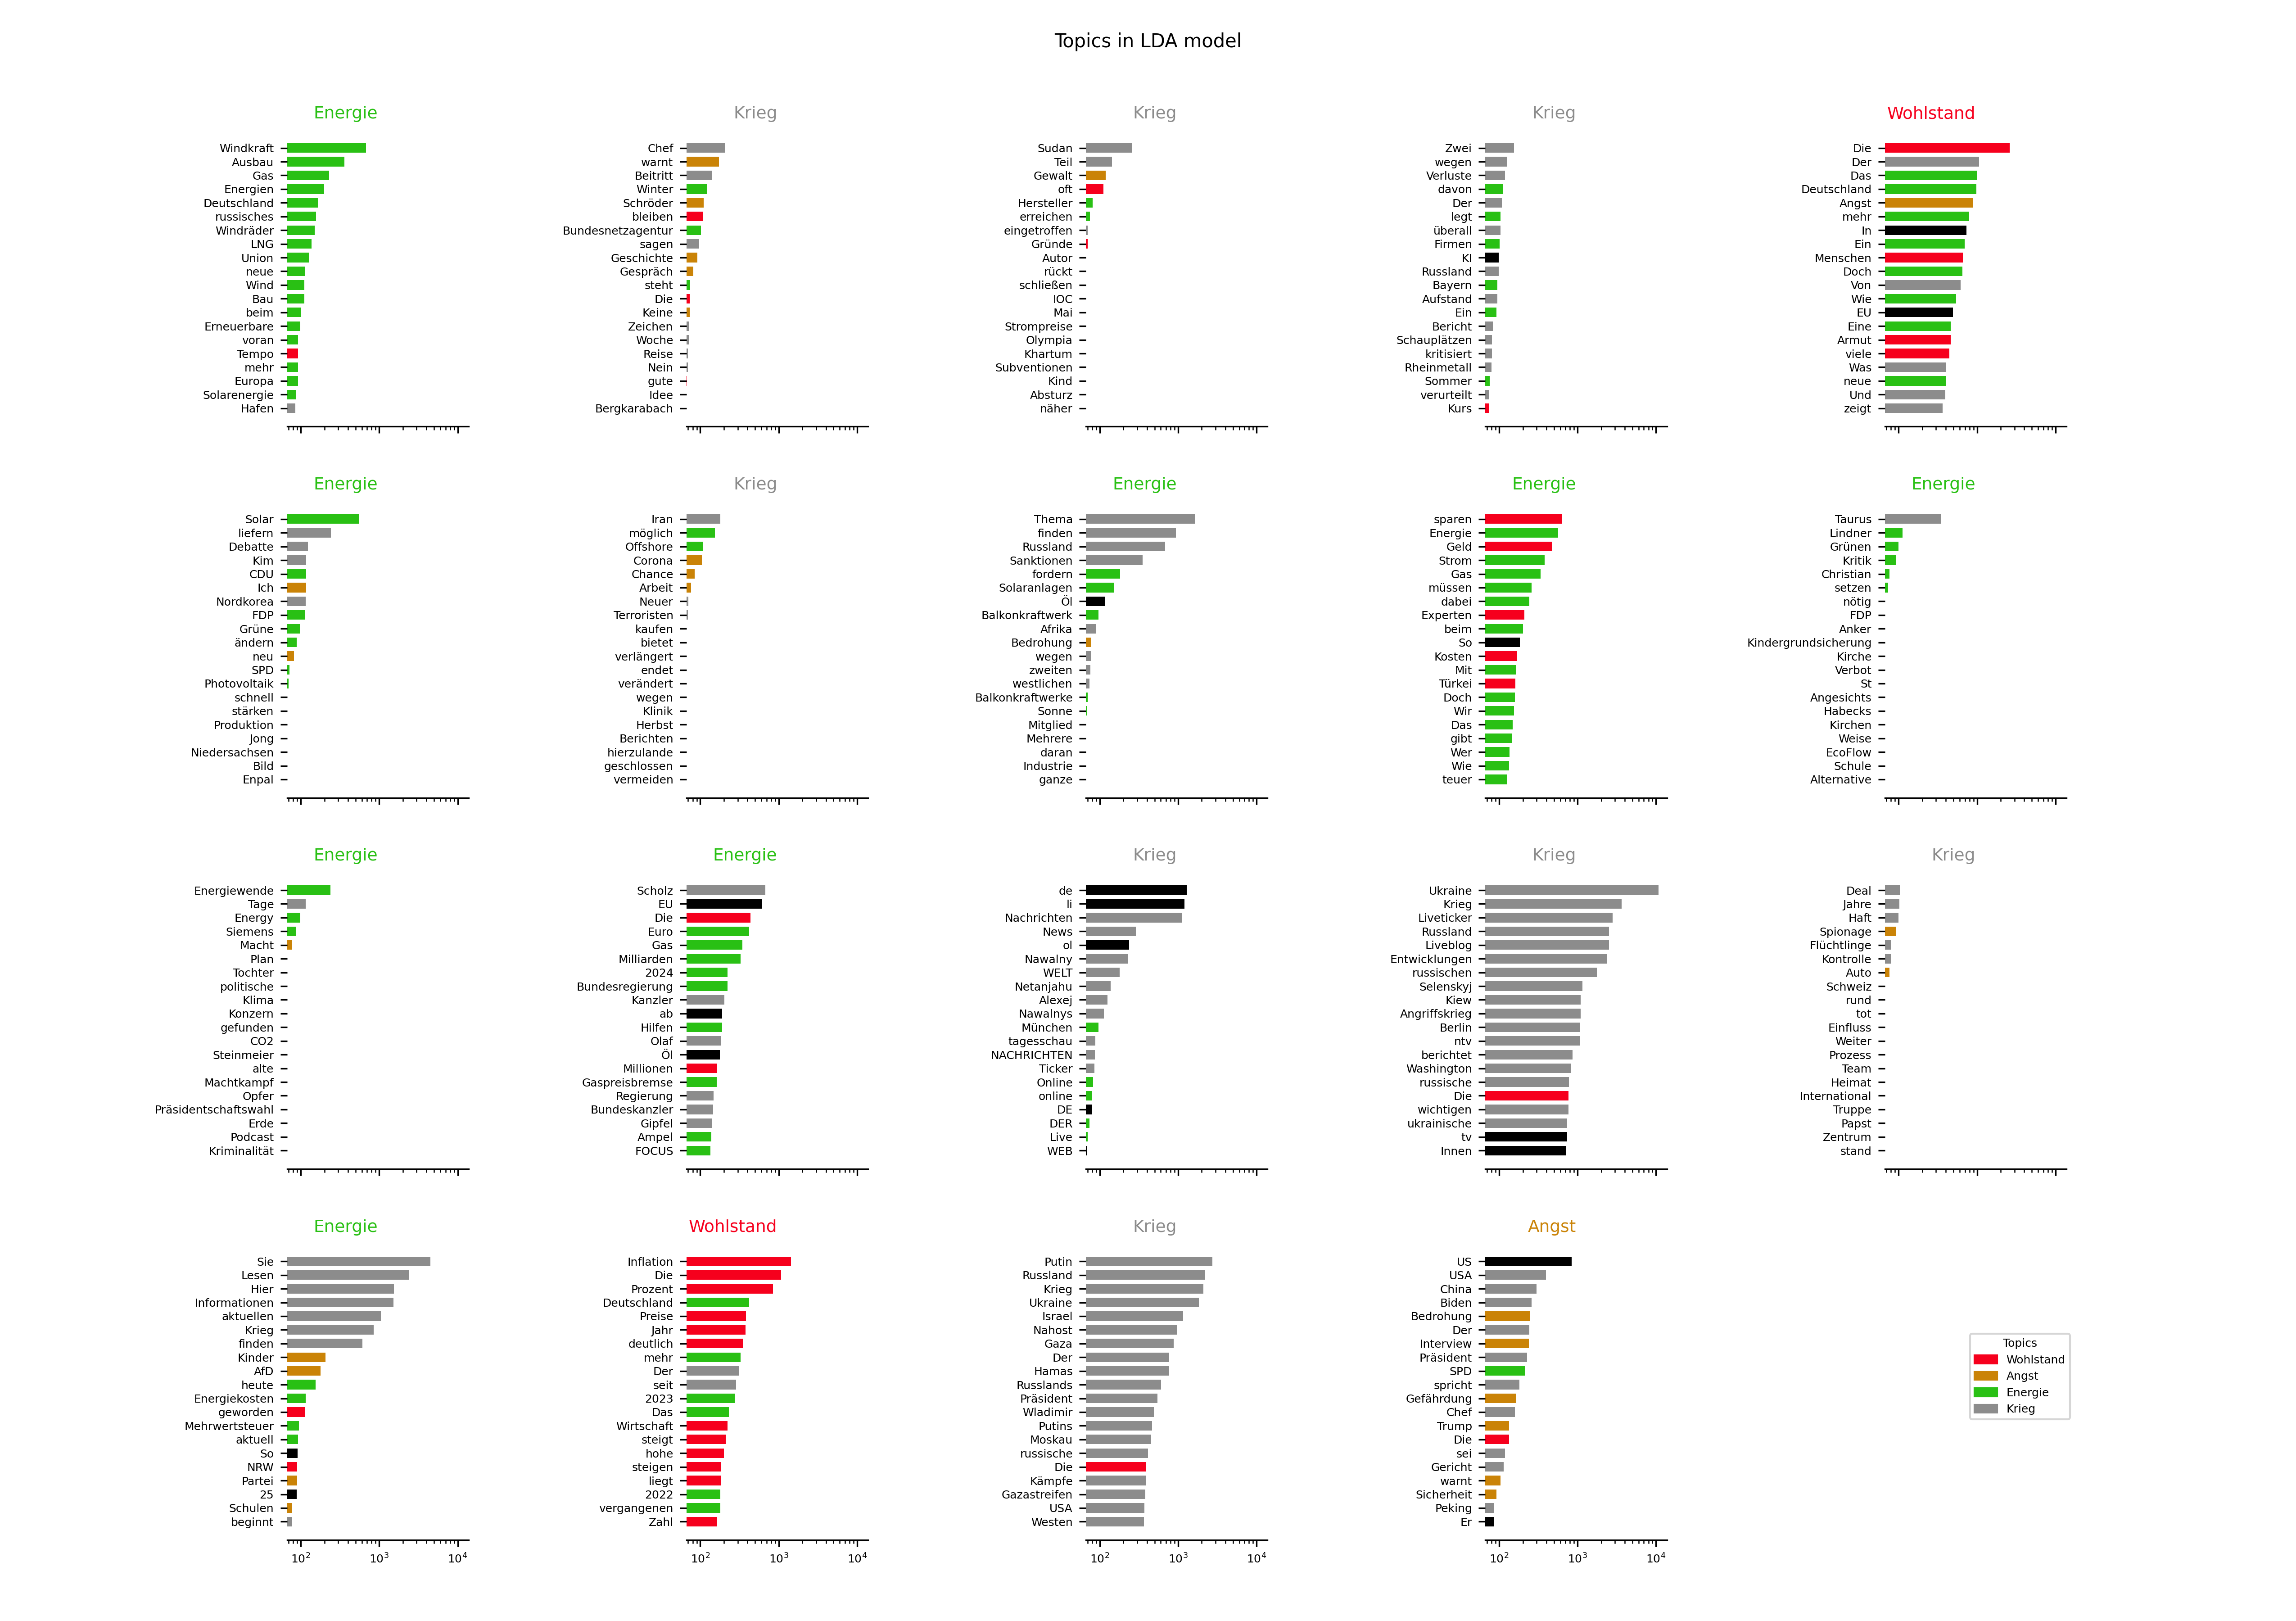 Topics in LDA model
Energie
Windkraft
Ausbau
Gas
Energien
Deutschland
russisches
Windräder
LNG
Union
neue
Wind
Bau
beim
Erneuerbare
voran
Tempo
mehr
Europa
Solarenergie
Hafen
Krieg
Chef
warnt
Beitritt
Winter
Schröder
bleiben
Bundesnetzagentur
sagen
Geschichte
Gespräch
steht
Die
Keine
Zeichen
Woche
Reise
Nein
gute
Idee
Bergkarabach
Krieg
Sudan
Teil
Gewalt
oft
Hersteller
erreichen
eingetroffen
Gründe
Autor
rückt
schließen
IOC
Mai
Strompreise
Olympia
Khartum
Subventionen
Kind
Absturz
näher
Krieg
Zwei
wegen
Verluste
davon
Der
legt
überall
Firmen
KI
Russland
Bayern
Aufstand
Ein
Bericht
Schauplätzen
kritisiert
Rheinmetall
Sommer
verurteilt
Kurs
Wohlstand
Die
Der
Das
Deutschland
Angst
mehr
In
Ein
Menschen
Doch
Von
Wie
EU
Eine
Armut
viele
Was
neue
Und
zeigt
Energie
Solar
liefern
Debatte
Kim
CDU
Ich
Nordkorea
FDP
Grüne
ändern
neu
SPD
Photovoltaik
schnell
stärken
Produktion
Jong
Niedersachsen
Bild
Enpal
Krieg
Iran
möglich
Offshore
Corona
Chance
Arbeit
Neuer
Terroristen
kaufen
bietet
verlängert
endet
verändert
wegen
Klinik
Herbst
Berichten
hierzulande
geschlossen
vermeiden
Energie
Thema
finden
Russland
Sanktionen
fordern
Solaranlagen
Öl
Balkonkraftwerk
Afrika
Bedrohung
wegen
zweiten
westlichen
Balkonkraftwerke
Sonne
Mitglied
Mehrere
daran
Industrie
ganze
Energie
sparen
Energie
Geld
Strom
Gas
müssen
dabei
Experten
beim
So
Kosten
Mit
Türkei
Doch
Wir
Das
gibt
Wer
Wie
teuer
Energie
Taurus
Lindner
Grünen
Kritik
Christian
setzen
nötig
FDP
Anker
Kindergrundsicherung
Kirche
Verbot
St
Angesichts
Habecks
Kirchen
Weise
EcoFlow
Schule
Alternative
Energie
Energiewende
Tage
Energy
Siemens
Macht
Plan
Tochter
politische
Klima
Konzern
gefunden
CO2
Steinmeier
alte
Machtkampf
Opfer
Präsidentschaftswahl
Erde
Podcast
Kriminalität
Energie
Scholz
EU
Die
Euro
Gas
Milliarden
2024
Bundesregierung
Kanzler
ab
Hilfen
Olaf
Öl
Millionen
Gaspreisbremse
Regierung
Bundeskanzler
Gipfel
Ampel
FOCUS
Krieg
de
li
Nachrichten
News
ol
Nawalny
WELT
Netanjahu
Alexej
Nawalnys
München
tagesschau
NACHRICHTEN
Ticker
Online
online
DE
DER
Live
WEB
Krieg
Ukraine
Krieg
Liveticker
Russland
Liveblog
Entwicklungen
russischen
Selenskyj
Kiew
Angriffskrieg
Berlin
ntv
berichtet
Washington
russische
Die
wichtigen
ukrainische
tv
Innen
Krieg
Deal
Jahre
Haft
Spionage
Flüchtlinge
Kontrolle
Auto
Schweiz
rund
tot
Einfluss
Weiter
Prozess
Team
Heimat
International
Truppe
Papst
Zentrum
stand
Energie
Sie
Lesen
Hier
Informationen
aktuellen
Krieg
finden
Kinder
AfD
heute
Energiekosten
geworden
Mehrwertsteuer
aktuell
So
NRW
Partei
25
Schulen
beginnt
10² 10³ 10⁴
Wohlstand
Inflation
Die
Prozent
Deutschland
Preise
Jahr
deutlich
mehr
Der
seit
2023
Das
Wirtschaft
steigt
hohe
steigen
liegt
2022
vergangenen
Zahl
10² 10³ 10⁴
Krieg
Putin
Russland
Krieg
Ukraine
Israel
Nahost
Gaza
Der
Hamas
Russlands
Präsident
Wladimir
Putins
Moskau
russische
Die
Kämpfe
Gazastreifen
USA
Westen
10² 10³ 10⁴
Angst
US
USA
China
Biden
Bedrohung
Der
Interview
Präsident
SPD
spricht
Gefährdung
Chef
Trump
Die
sei
Gericht
warnt
Sicherheit
Peking
Er
10² 10³ 10⁴
Topics
Wohlstand
Angst
Energie
Krieg